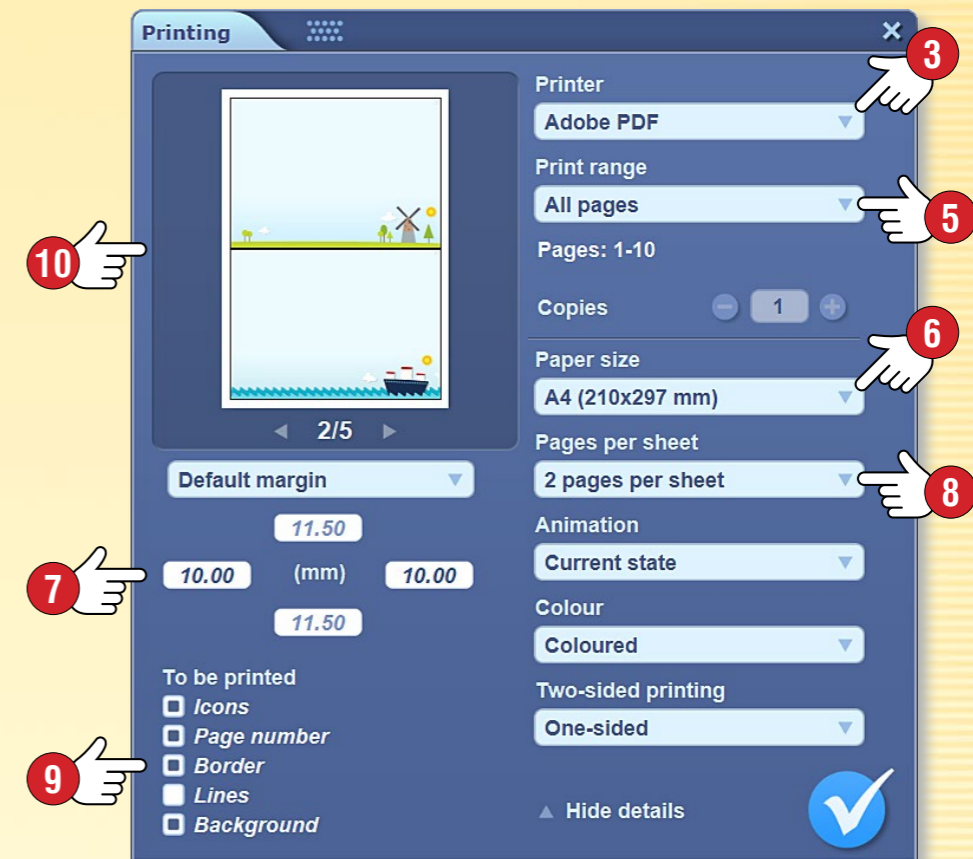 Printing
3
Printer
Adobe PDF
Print range
All pages
5
Pages: 1-10
10
Copies
1
6
Paper size
A4 (210x297 mm)
2/5
Pages per sheet
Default margin
2 pages per sheet
8
11.50
Animation
7
10.00
(mm)
10.00
Current state
11.50
Colour
Coloured
To be printed
Icons
Page number
9
Border
Lines
Background
Two-sided printing
One-sided
Hide details